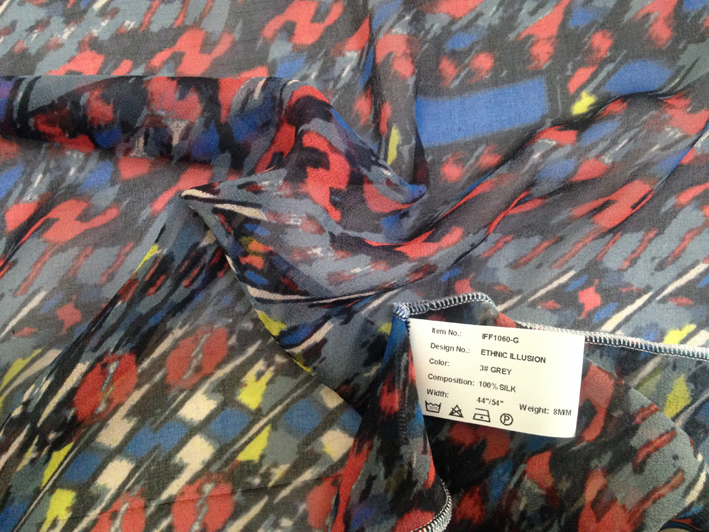 Item No.: IFF1060-G
Design No.: ETHNIC ILLUSION
Color: 3# GREY
Composition: 100% SILK
Width: 44"/54" Weight: 8MM
P